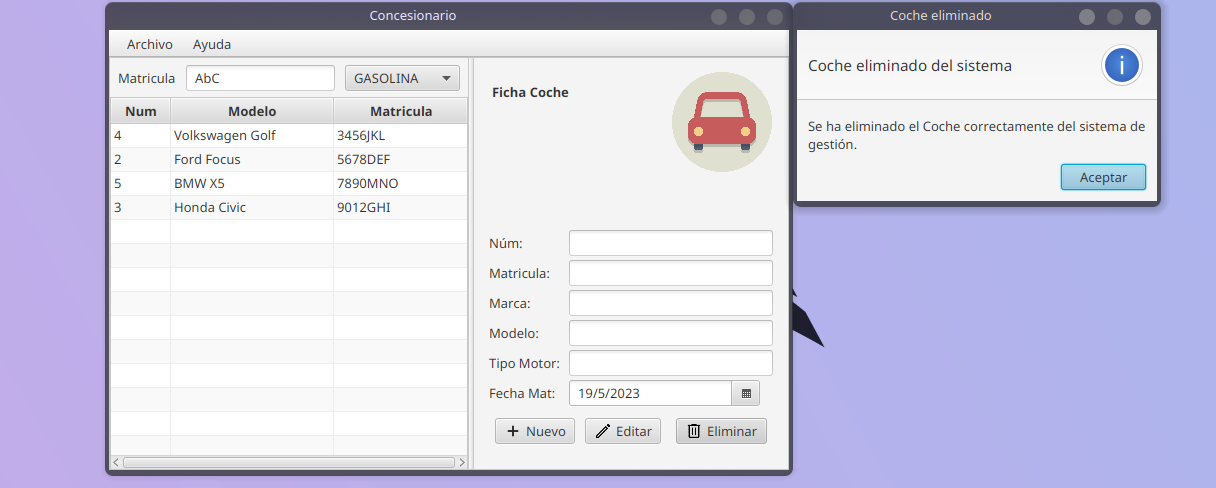 Concesionario
Archivo Ayuda
Matricula AbC GASOLINA
Num Modelo Matricula
4 Volkswagen Golf 3456JKL
2 Ford Focus 5678DEF
5 BMW X5 7890MNO
3 Honda Civic 9012GHI
Ficha Coche
Núm:
Matricula:
Marca:
Modelo:
Tipo Motor:
Fecha Mat: 19/5/2023
Nuevo Editar Eliminar
Coche eliminado
Coche eliminado del sistema
i
Se ha eliminado el Coche correctamente del sistema de
gestión.
Aceptar